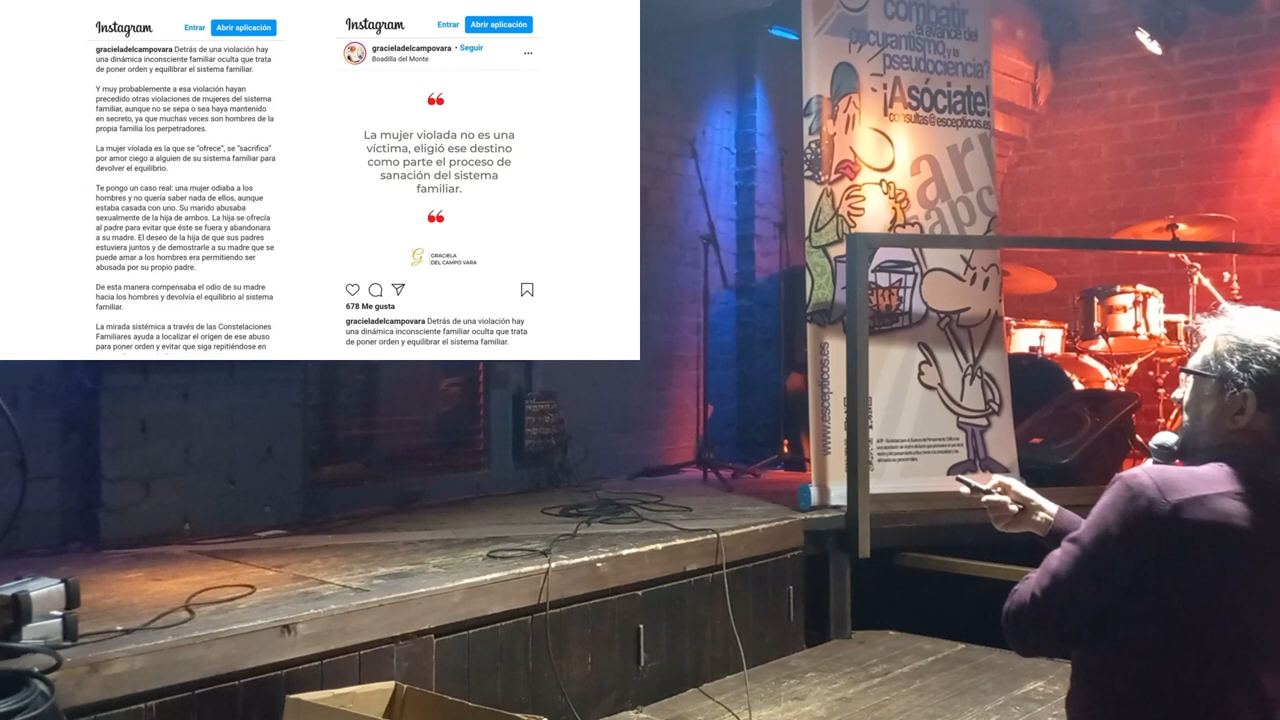 Instagram
Entrar
Abrir aplicación
gracieladelcampovara Detrás de una violación hay
una dinámica inconsciente familiar oculta que trata
de poner orden y equilibrar el sistema familiar.
Y muy probablemente a esa violación hayan
precedido otras violaciones de mujeres del sistema
familiar, aunque no se sepa o sea haya mantenido
en secreto, ya que muchas veces son hombres de la
propia familia los perpetradores.
La mujer violada es la que se "ofrece", se "sacrifica"
por amor ciego a alguien de su sistema familiar para
devolver el equilibrio.
Te pongo un caso real: una mujer odiaba a los
hombres y no quería saber nada de ellos, aunque
estaba casada con uno. Su marido abusaba
sexualmente de la hija de ambos. La hija se ofrecía
al padre para evitar que éste se fuera y abandonara
a su madre. El deseo de la hija de que sus padres
estuviera juntos y de demostrarle a su madre que se
puede amar a los hombres era permitiendo ser
abusada por su propio padre.
De esta manera compensaba el odio de su madre
hacia los hombres y devolvía el equilibrio al sistema
familiar.
La mirada sistémica a través de las Constelaciones
Familiares ayuda a localizar el origen de ese abuso
para poner orden y evitar que siga repitiéndose en
Instagram
Entrar
Abrir aplicación
gracieladelcampovara • Seguir
Boadilla del Monte
La mujer violada no es una
víctima, eligió ese destino
como parte el proceso de
sanación del sistema
familiar.
G
GRACIELA
DEL CAMPO VARA
678 Me gusta
gracieladelcampovara Detrás de una violación hay
una dinámica inconsciente familiar oculta que trata
de poner orden y equilibrar el sistema familiar.
combatir
el avance del
oscurantismo y la
pseudociencia?
¡Asóciate!
consultas@escepticos.es
www.escepticos.es